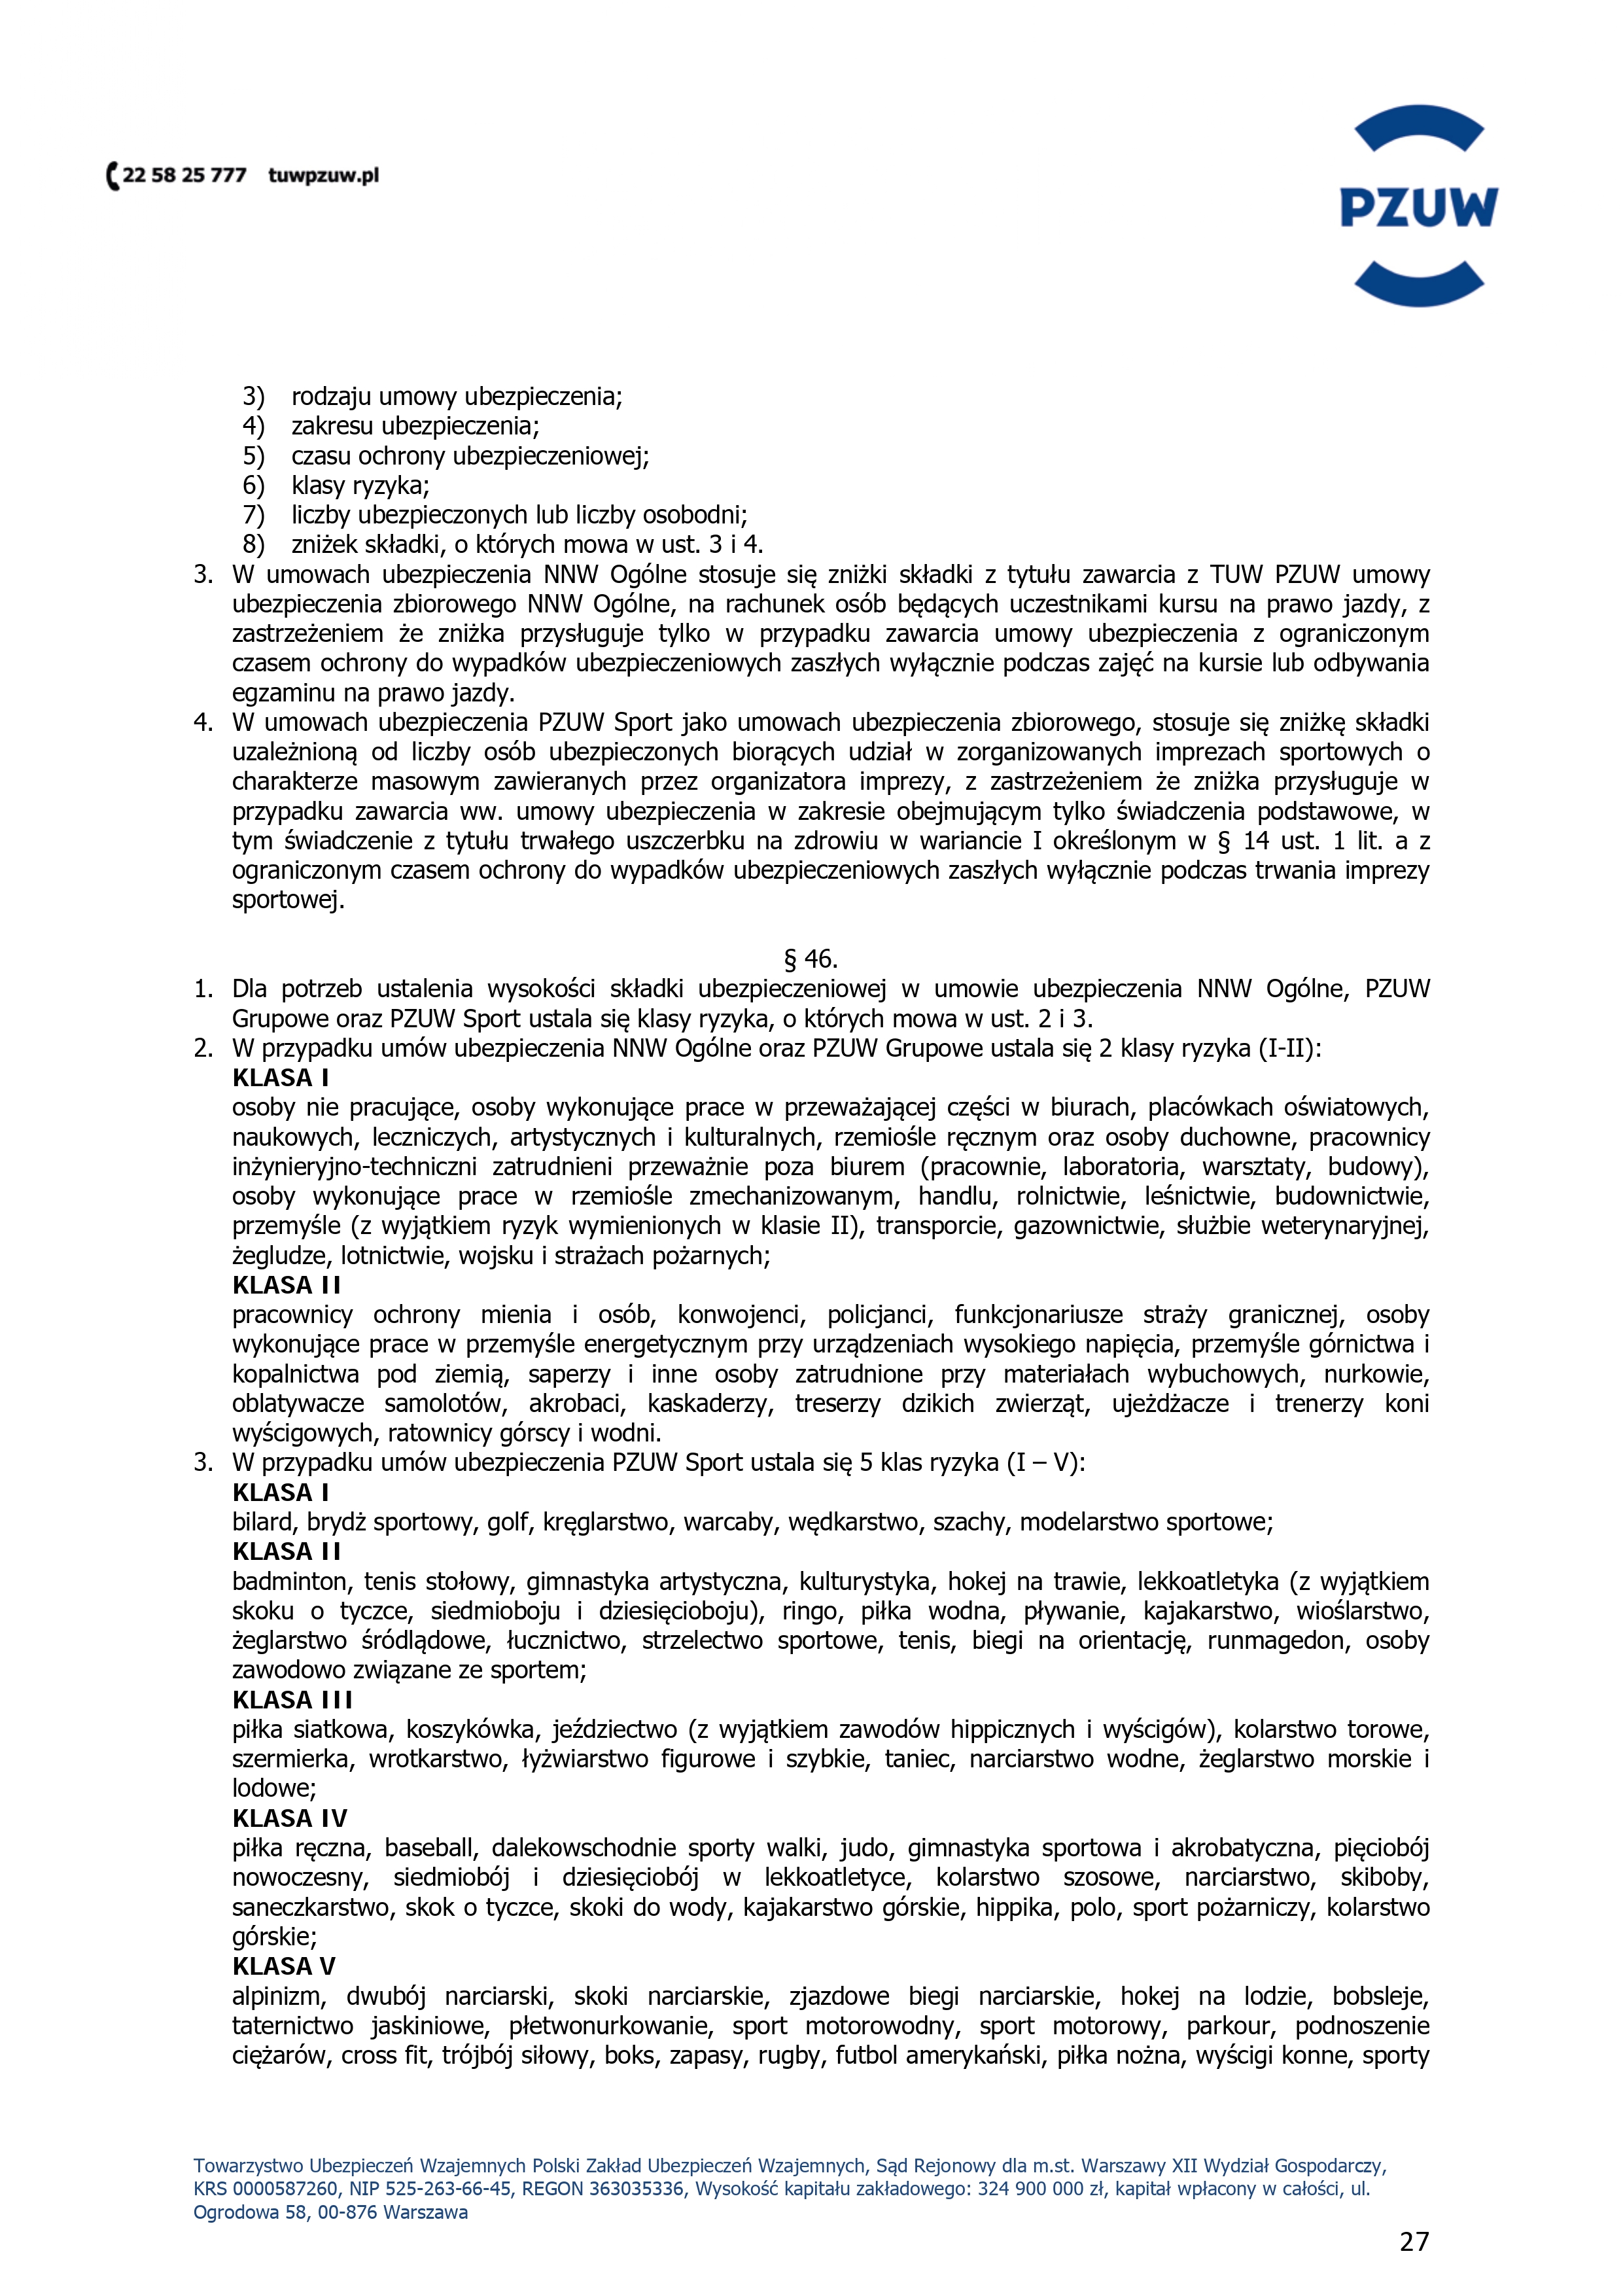 22 58 25 777 tuwpzuw.pl
PZUW
3) rodzaju umowy ubezpieczenia;
4) zakresu ubezpieczenia;
5) czasu ochrony ubezpieczeniowej;
6) klasy ryzyka;
7) liczby ubezpieczonych lub liczby osobodni;
8) zniżek składki, o których mowa w ust. 3 i 4.
3. W umowach ubezpieczenia NNW Ogólne stosuje się zniżki składki z tytułu zawarcia z TUW PZUW umowy
ubezpieczenia zbiorowego NNW Ogólne, na rachunek osób będących uczestnikami kursu na prawo jazdy, z
zastrzeżeniem że zniżka przysługuje tylko w przypadku zawarcia umowy ubezpieczenia z ograniczonym
czasem ochrony do wypadków ubezpieczeniowych zaszłych wyłącznie podczas zajęć na kursie lub odbywania
egzaminu na prawo jazdy.
4. W umowach ubezpieczenia PZUW Sport jako umowach ubezpieczenia zbiorowego, stosuje się zniżkę składki
uzależnioną od liczby osób ubezpieczonych biorących udział w zorganizowanych imprezach sportowych o
charakterze masowym zawieranych przez organizatora imprezy, z zastrzeżeniem że zniżka przysługuje w
przypadku zawarcia ww. umowy ubezpieczenia w zakresie obejmującym tylko świadczenia podstawowe, w
tym świadczenie z tytułu trwałego uszczerbku na zdrowiu w wariancie I określonym w § 14 ust. 1 lit. a z
ograniczonym czasem ochrony do wypadków ubezpieczeniowych zaszłych wyłącznie podczas trwania imprezy
sportowej.
§ 46.
1. Dla potrzeb ustalenia wysokości składki ubezpieczeniowej w umowie ubezpieczenia NNW Ogólne, PZUW
Grupowe oraz PZUW Sport ustala się klasy ryzyka, o których mowa w ust. 2 i 3.
2. W przypadku umów ubezpieczenia NNW Ogólne oraz PZUW Grupowe ustala się 2 klasy ryzyka (I-II):
KLASA I
osoby nie pracujące, osoby wykonujące prace w przeważającej części w biurach, placówkach oświatowych,
naukowych, leczniczych, artystycznych i kulturalnych, rzemiośle ręcznym oraz osoby duchowne, pracownicy
inżynieryjno-techniczni zatrudnieni przeważnie poza biurem (pracownie, laboratoria, warsztaty, budowy),
osoby wykonujące prace w rzemiośle zmechanizowanym, handlu, rolnictwie, leśnictwie, budownictwie,
przemyśle (z wyjątkiem ryzyk wymienionych w klasie II), transporcie, gazownictwie, służbie weterynaryjnej,
żegludze, lotnictwie, wojsku i strażach pożarnych;
KLASA II
pracownicy ochrony mienia i osób, konwojenci, policjanci, funkcjonariusze straży granicznej, osoby
wykonujące prace w przemyśle energetycznym przy urządzeniach wysokiego napięcia, przemyśle górnictwa i
kopalnictwa pod ziemią, saperzy i inne osoby zatrudnione przy materiałach wybuchowych, nurkowie,
oblatywacze samolotów, akrobaci, kaskaderzy, treserzy dzikich zwierząt, ujeżdżacze i trenerzy koni
wyścigowych, ratownicy górscy i wodni.
3. W przypadku umów ubezpieczenia PZUW Sport ustala się 5 klas ryzyka (I – V):
KLASA I
bilard, brydż sportowy, golf, kręglarstwo, warcaby, wędkarstwo, szachy, modelarstwo sportowe;
KLASA II
badminton, tenis stołowy, gimnastyka artystyczna, kulturystyka, hokej na trawie, lekkoatletyka (z wyjątkiem
skoku o tyczce, siedmioboju i dziesięcioboju), ringo, piłka wodna, pływanie, kajakarstwo, wioślarstwo,
żeglarstwo śródlądowe, łucznictwo, strzelectwo sportowe, tenis, biegi na orientację, runmagedon, osoby
zawodowo związane ze sportem;
KLASA III
piłka siatkowa, koszykówka, jeździectwo (z wyjątkiem zawodów hippicznych i wyścigów), kolarstwo torowe,
szermierka, wrotkarstwo, łyżwiarstwo figurowe i szybkie, taniec, narciarstwo wodne, żeglarstwo morskie i
lodowe;
KLASA IV
piłka ręczna, baseball, dalekowschodnie sporty walki, judo, gimnastyka sportowa i akrobatyczna, pięciobój
nowoczesny, siedmiobój i dziesięciobój w lekkoatletyce, kolarstwo szosowe, narciarstwo, skiboby,
saneczkarstwo, skok o tyczce, skoki do wody, kajakarstwo górskie, hippika, polo, sport pożarniczy, kolarstwo
górskie;
KLASA V
alpinizm, dwubój narciarski, skoki narciarskie, zjazdowe biegi narciarskie, hokej na lodzie, bobsleje,
taternictwo jaskiniowe, płetwonurkowanie, sport motorowodny, sport motorowy, parkour, podnoszenie
ciężarów, cross fit, trójbój siłowy, boks, zapasy, rugby, futbol amerykański, piłka nożna, wyścigi konne, sporty
Towarzystwo Ubezpieczeń Wzajemnych Polski Zakład Ubezpieczeń Wzajemnych, Sąd Rejonowy dla m.st. Warszawy XII Wydział Gospodarczy,
KRS 0000587260, NIP 525-263-66-45, REGON 363035336, Wysokość kapitału zakładowego: 324 900 000 zł, kapitał wpłacony w całości, ul.
Ogrodowa 58, 00-876 Warszawa
27